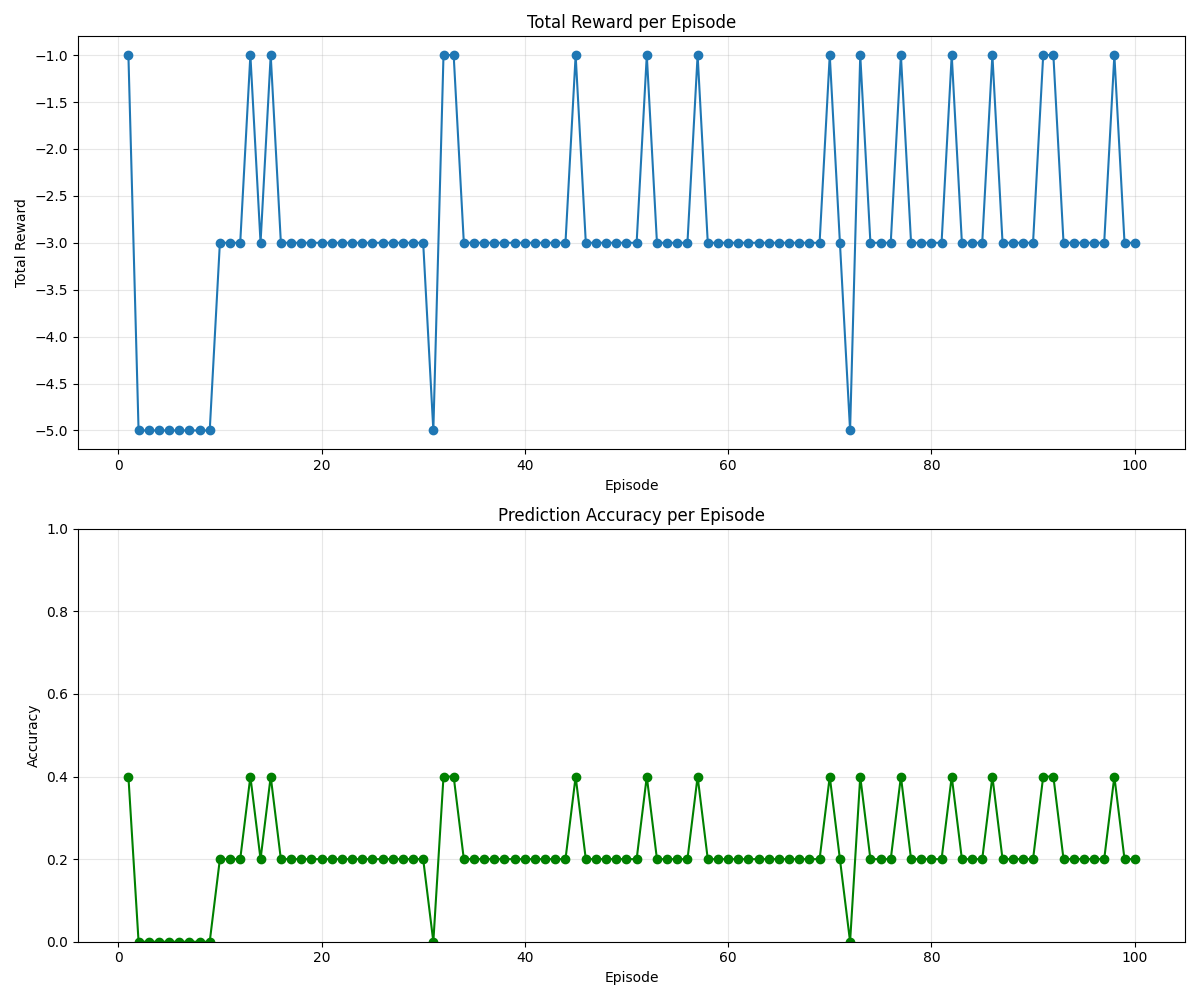 Total Reward per Episode
−1.0
−1.5
−2.0
−2.5
−3.0
−3.5
−4.0
−4.5
−5.0
Total Reward
0 20 40 60 80 100
Episode
Prediction Accuracy per Episode
1.0
0.8
0.6
0.4
0.2
0.0
Accuracy
0 20 40 60 80 100
Episode